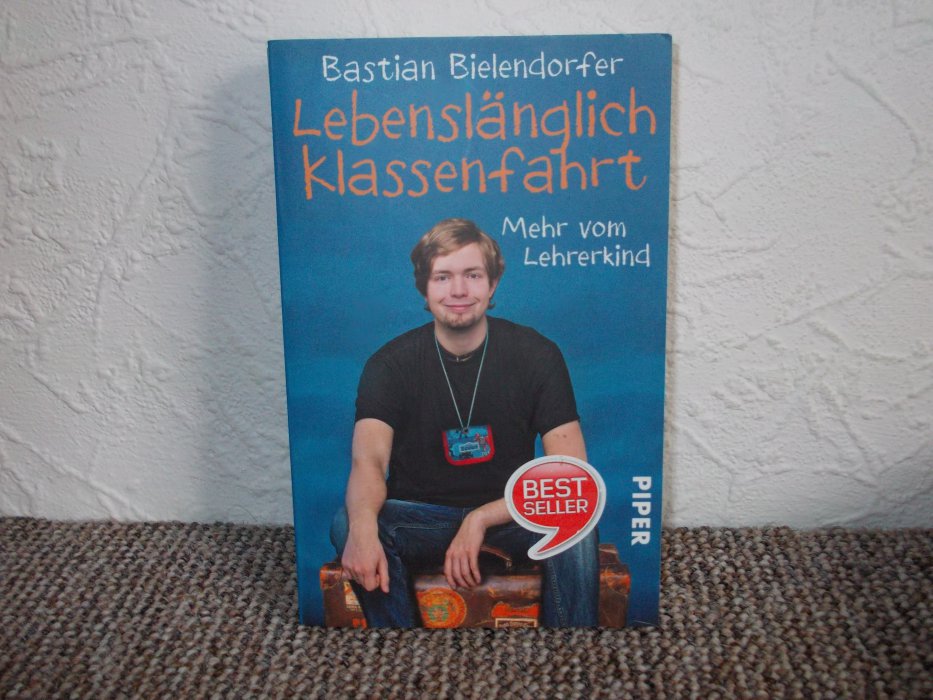 Bastian Bielendorfer
Lebenslänglich
Klassenfahrt
Mehr vom
Lehrerkind
BEST
SELLER
PIPER